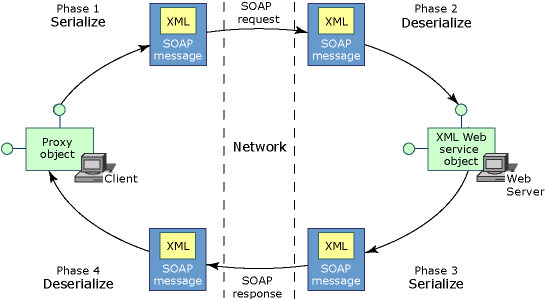 Phase 1
Serialize
XML
SOAP
message
SOAP
request
XML
SOAP
message
Phase 2
Deserialize
Proxy
object
Client
Network
XML Web
service
object
Web
Server
Phase 4
Deserialize
XML
SOAP
message
SOAP
response
XML
SOAP
message
Phase 3
Serialize